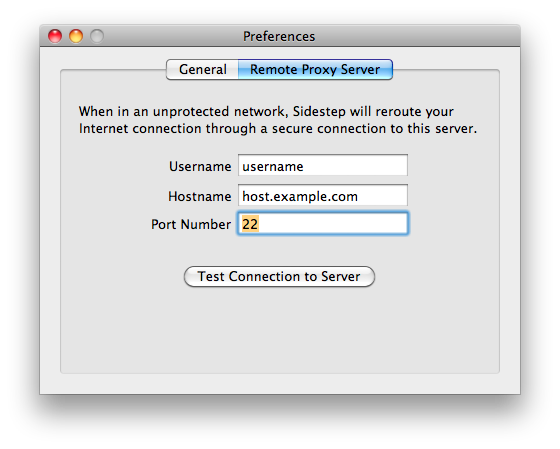 Preferences
General Remote Proxy Server
When in an unprotected network, Sidestep will reroute your
Internet connection through a secure connection to this server.
Username username
Hostname host.example.com
Port Number 22
Test Connection to Server